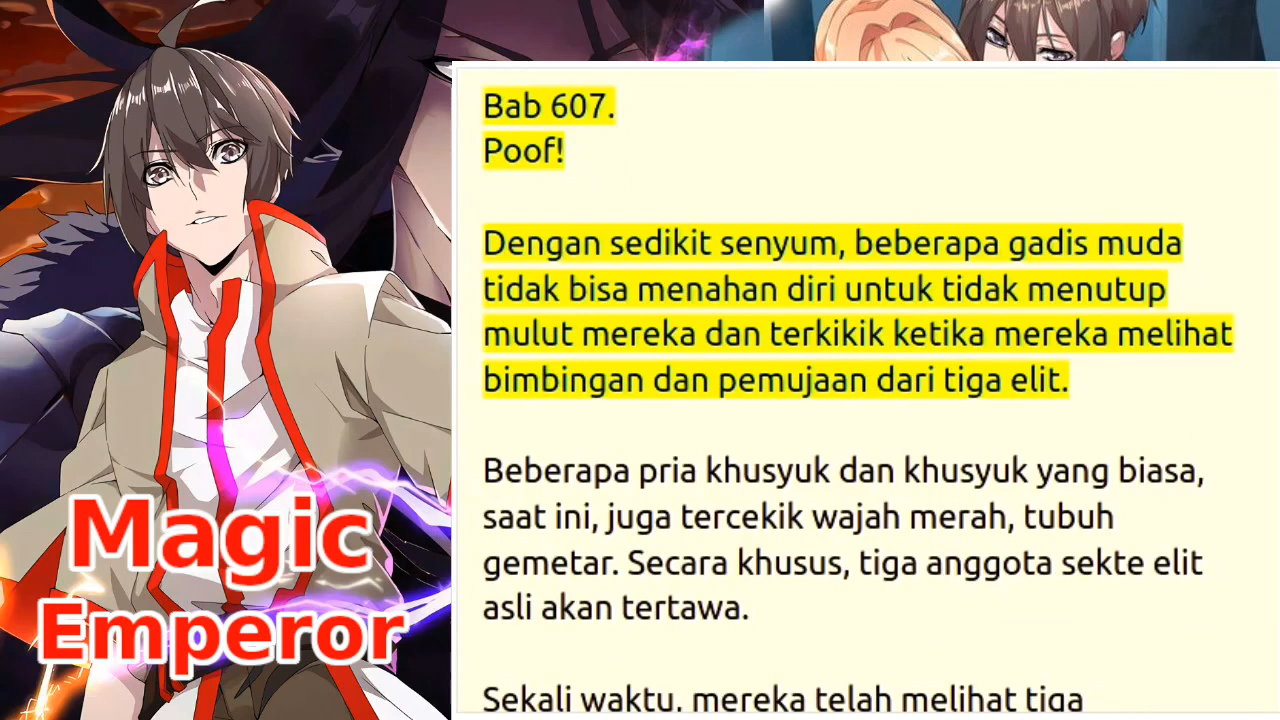 Magic
Emperor
Bab 607.
Poof!
Dengan sedikit senyum, beberapa gadis muda
tidak bisa menahan diri untuk tidak menutup
mulut mereka dan terkikik ketika mereka melihat
bimbingan dan pemujaan dari tiga elit.
Beberapa pria khusyuk dan khusyuk yang biasa,
saat ini, juga tercekik wajah merah, tubuh
gemetar. Secara khusus, tiga anggota sekte elit
asli akan tertawa.
Sekali waktu, mereka telah melihat tiga